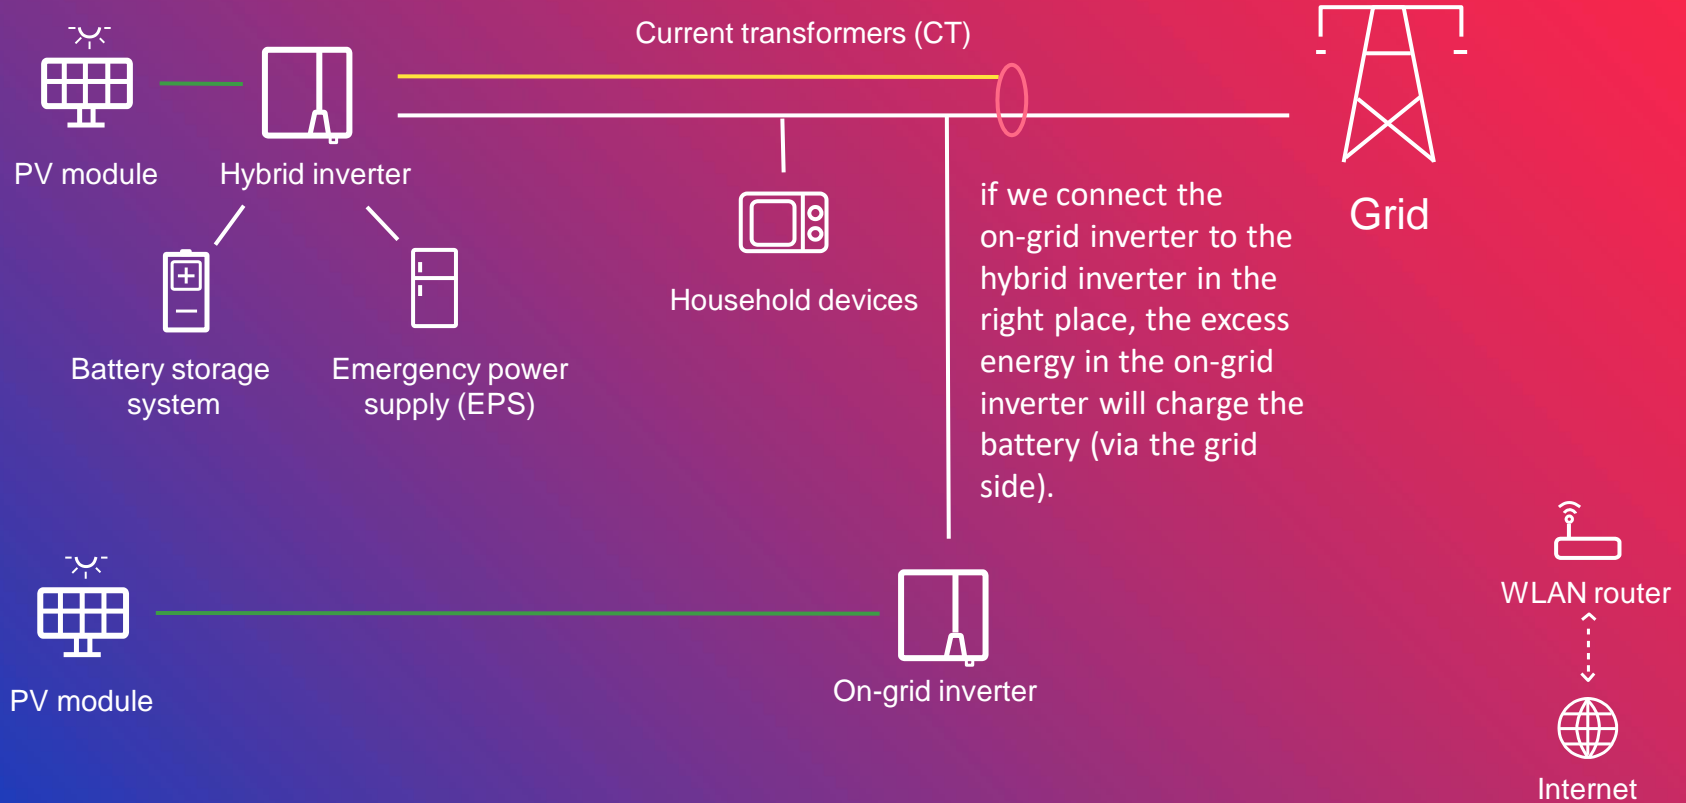 Current transformers (CT)
PV module
Hybrid inverter
Grid
if we connect the
on-grid inverter to the
hybrid inverter in the
right place, the excess
energy in the on-grid
inverter will charge the
battery (via the grid
side).
Household devices
Battery storage
system
Emergency power
supply (EPS)
WLAN router
PV module
On-grid inverter
Internet